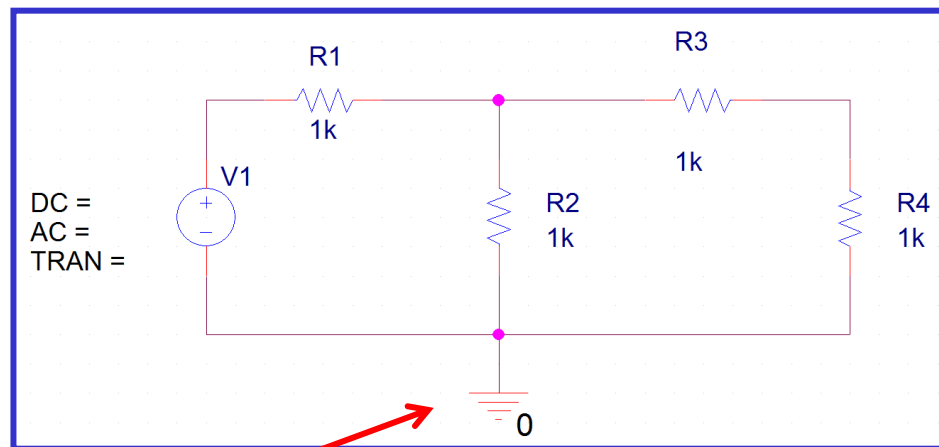 R1
1k
R3
1k
V1
+
−
DC =
AC =
TRAN =
R2
1k
R4
1k
0